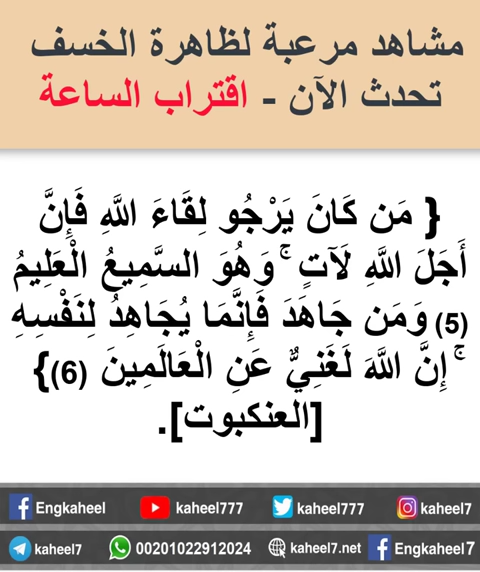 مشاهد مرعبة لظاهرة الخسف
تحدث الآن - اقتراب الساعة
{ مَن كَانَ يَرْجُو لِقَاءَ اللَّهِ فَإِنَّ
أَجَلَ اللَّهِ لَآتٍ ۚ وَهُوَ السَّمِيعُ الْعَلِيمُ
(5) وَمَن جَاهَدَ فَإِنَّمَا يُجَاهِدُ لِنَفْسِهِ
ۚ إِنَّ اللَّهَ لَغَنِيٌّ عَنِ الْعَالَمِينَ (6)}
[العنكبوت].
Engkaheel kaheel777 kaheel777 kaheel7
kaheel7 00201022912024 kaheel7.net Engkaheel7